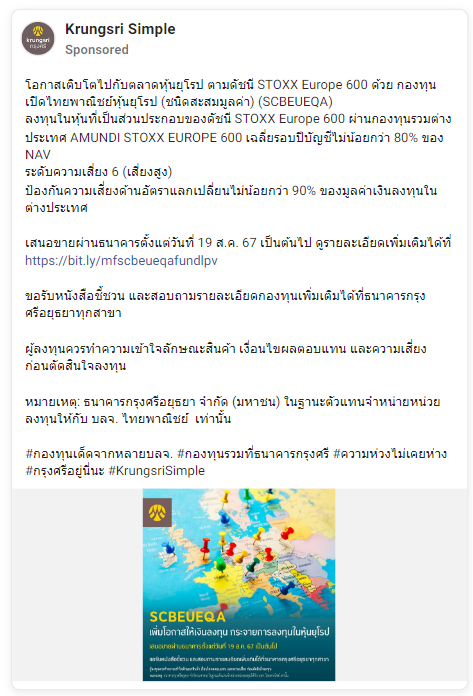 krungsri
กรุงศรี
Krungsri Simple
Sponsored
โอกาสเติบโตไปกับตลาดหุ้นยุโรป ตามดัชนี STOXX Europe 600 ด้วย กองทุน
เปิดไทยพาณิชย์หุ้นยุโรป (ชนิดสะสมมูลค่า) (SCBEUEQA)
ลงทุนในหุ้นที่เป็นส่วนประกอบของดัชนี STOXX Europe 600 ผ่านกองทุนรวมต่าง
ประเทศ AMUNDI STOXX EUROPE 600 เฉลี่ยรอบปีบัญชีไม่น้อยกว่า 80% ของ
NAV
ระดับความเสี่ยง 6 (เสี่ยงสูง)
ป้องกันความเสี่ยงด้านอัตราแลกเปลี่ยนไม่น้อยกว่า 90% ของมูลค่าเงินลงทุนใน
ต่างประเทศ
เสนอขายผ่านธนาคารตั้งแต่วันที่ 19 ส.ค. 67 เป็นต้นไป ดูรายละเอียดเพิ่มเติมได้ที่
https://bit.ly/mfscbeueqafundlpv
ขอรับหนังสือชี้ชวน และสอบถามรายละเอียดกองทุนเพิ่มเติมได้ที่ธนาคารกรุง
ศรีอยุธยาทุกสาขา
ผู้ลงทุนควรทำความเข้าใจลักษณะสินค้า เงื่อนไขผลตอบแทน และความเสี่ยง
ก่อนตัดสินใจลงทุน
หมายเหตุ: ธนาคารกรุงศรีอยุธยา จำกัด (มหาชน) ในฐานะตัวแทนจำหน่ายหน่วย
ลงทุนให้กับ บลจ. ไทยพาณิชย์ เท่านั้น
#กองทุนเด็ดจากหลายบลจ. #กองทุนรวมที่ธนาคารกรุงศรี #ความห่วงไม่เคยห่าง
#กรุงศรีอยู่นี่นะ #KrungsriSimple
SCBEUEQA
เพิ่มโอกาสให้เงินลงทุน กระจายการลงทุนในหุ้นยุโรป
เสนอขายผ่านธนาคารตั้งแต่วันที่ 19 ส.ค. 67 เป็นต้นไป